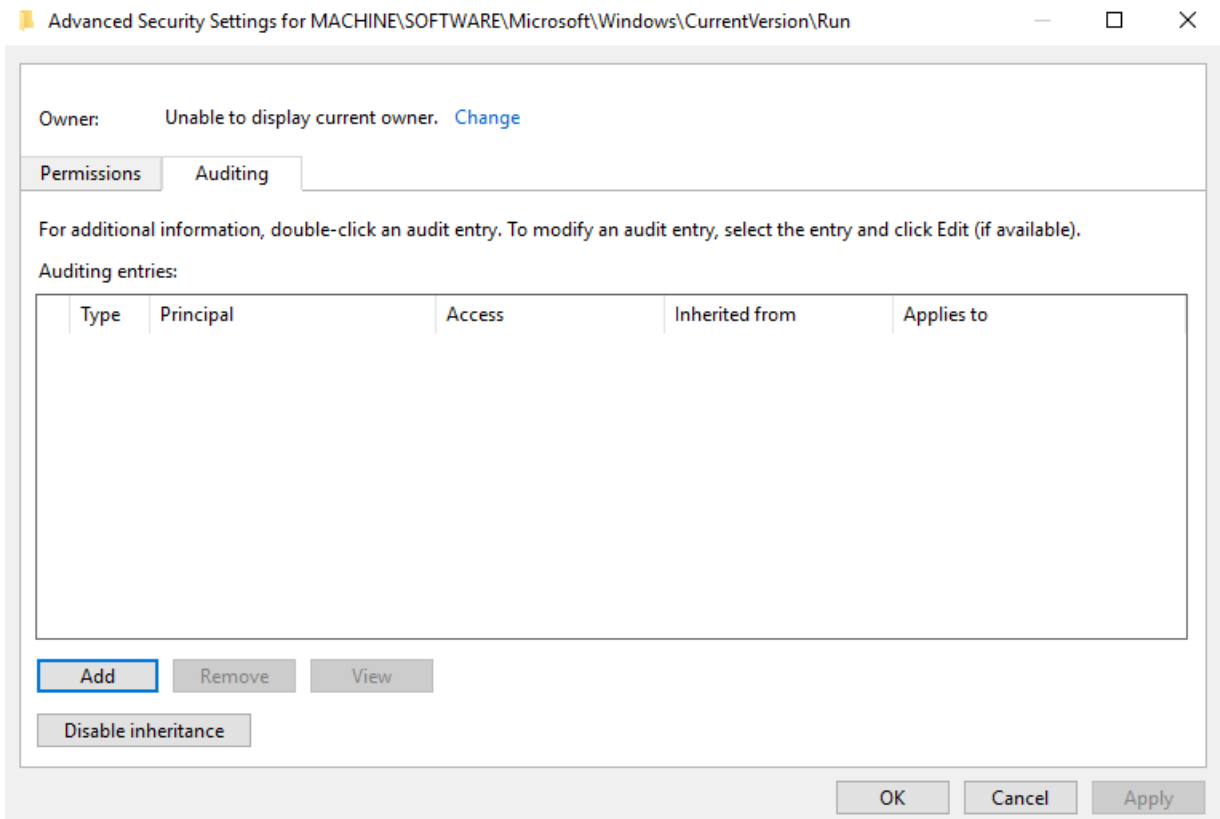 Advanced Security Settings for MACHINE\SOFTWARE\Microsoft\Windows\CurrentVersion\Run
Owner: Unable to display current owner. Change
Permissions Auditing
For additional information, double-click an audit entry. To modify an audit entry, select the entry and click Edit (if available).
Auditing entries:
Type Principal Access Inherited from Applies to
Add Remove View
Disable inheritance
OK Cancel Apply